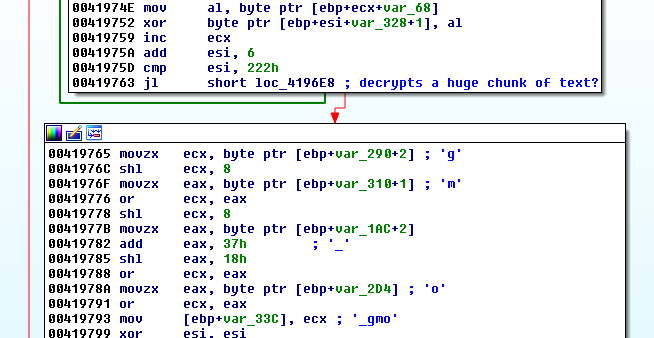 0041974E mov al, byte ptr [ebp+ecx+var_68]
00419752 xor byte ptr [ebp+esi+var_328+1], al
00419759 inc ecx
0041975A add esi, 6
0041975D cmp esi, 222h
00419763 jl short loc_4196E8 ; decrypts a huge chunk of text?
00419765 movzx ecx, byte ptr [ebp+var_290+2] ; 'g'
0041976C shl ecx, 8
0041976F movzx eax, byte ptr [ebp+var_310+1] ; 'm'
00419776 or ecx, eax
00419778 shl ecx, 8
0041977B movzx eax, byte ptr [ebp+var_1AC+2]
00419782 add eax, 37h ; '_'
00419785 shl eax, 18h
00419788 or ecx, eax
0041978A movzx eax, byte ptr [ebp+var_2D4] ; 'o'
00419791 or ecx, eax
00419793 mov [ebp+var_33C], ecx ; '_gmo'
00419799 xor esi, esi